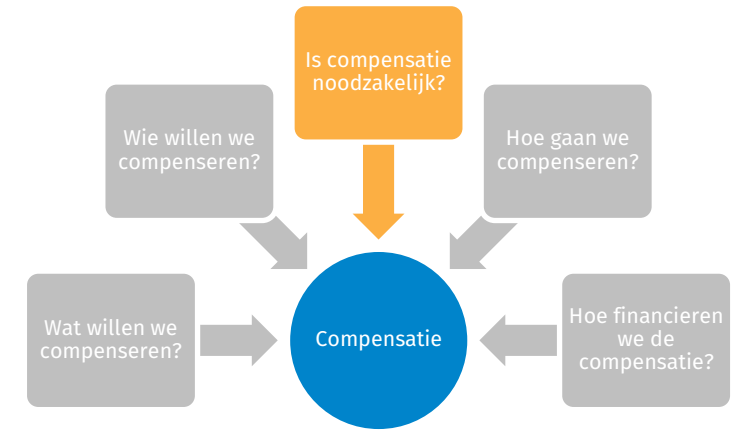 Is compensatie
noodzakelijk?
Wie willen we
compenseren?
Hoe gaan we
compenseren?
Wat willen we
compenseren?
Compensatie
Hoe financieren
we de
compensatie?